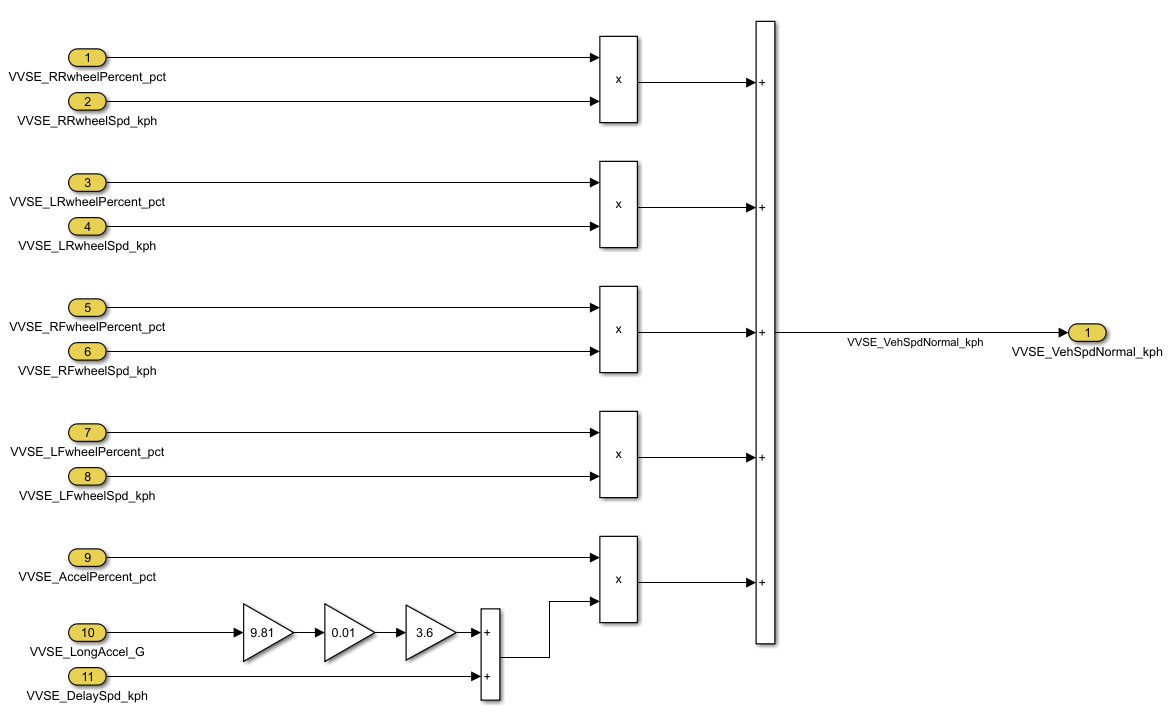 1
VVSE_RRwheelPercent_pct
x
+
2
VVSE_RRwheelSpd_kph
3
VVSE_LRwheelPercent_pct
x
+
4
VVSE_LRwheelSpd_kph
5
VVSE_RFwheelPercent_pct
x
+
VVSE_VehSpdNormal_kph
1
VVSE_VehSpdNormal_kph
6
VVSE_RFwheelSpd_kph
7
VVSE_LFwheelPercent_pct
x
+
8
VVSE_LFwheelSpd_kph
9
VVSE_AccelPercent_pct
x
+
10
VVSE_LongAccel_G
9.81
0.01
3.6
+
11
VVSE_DelaySpd_kph
+